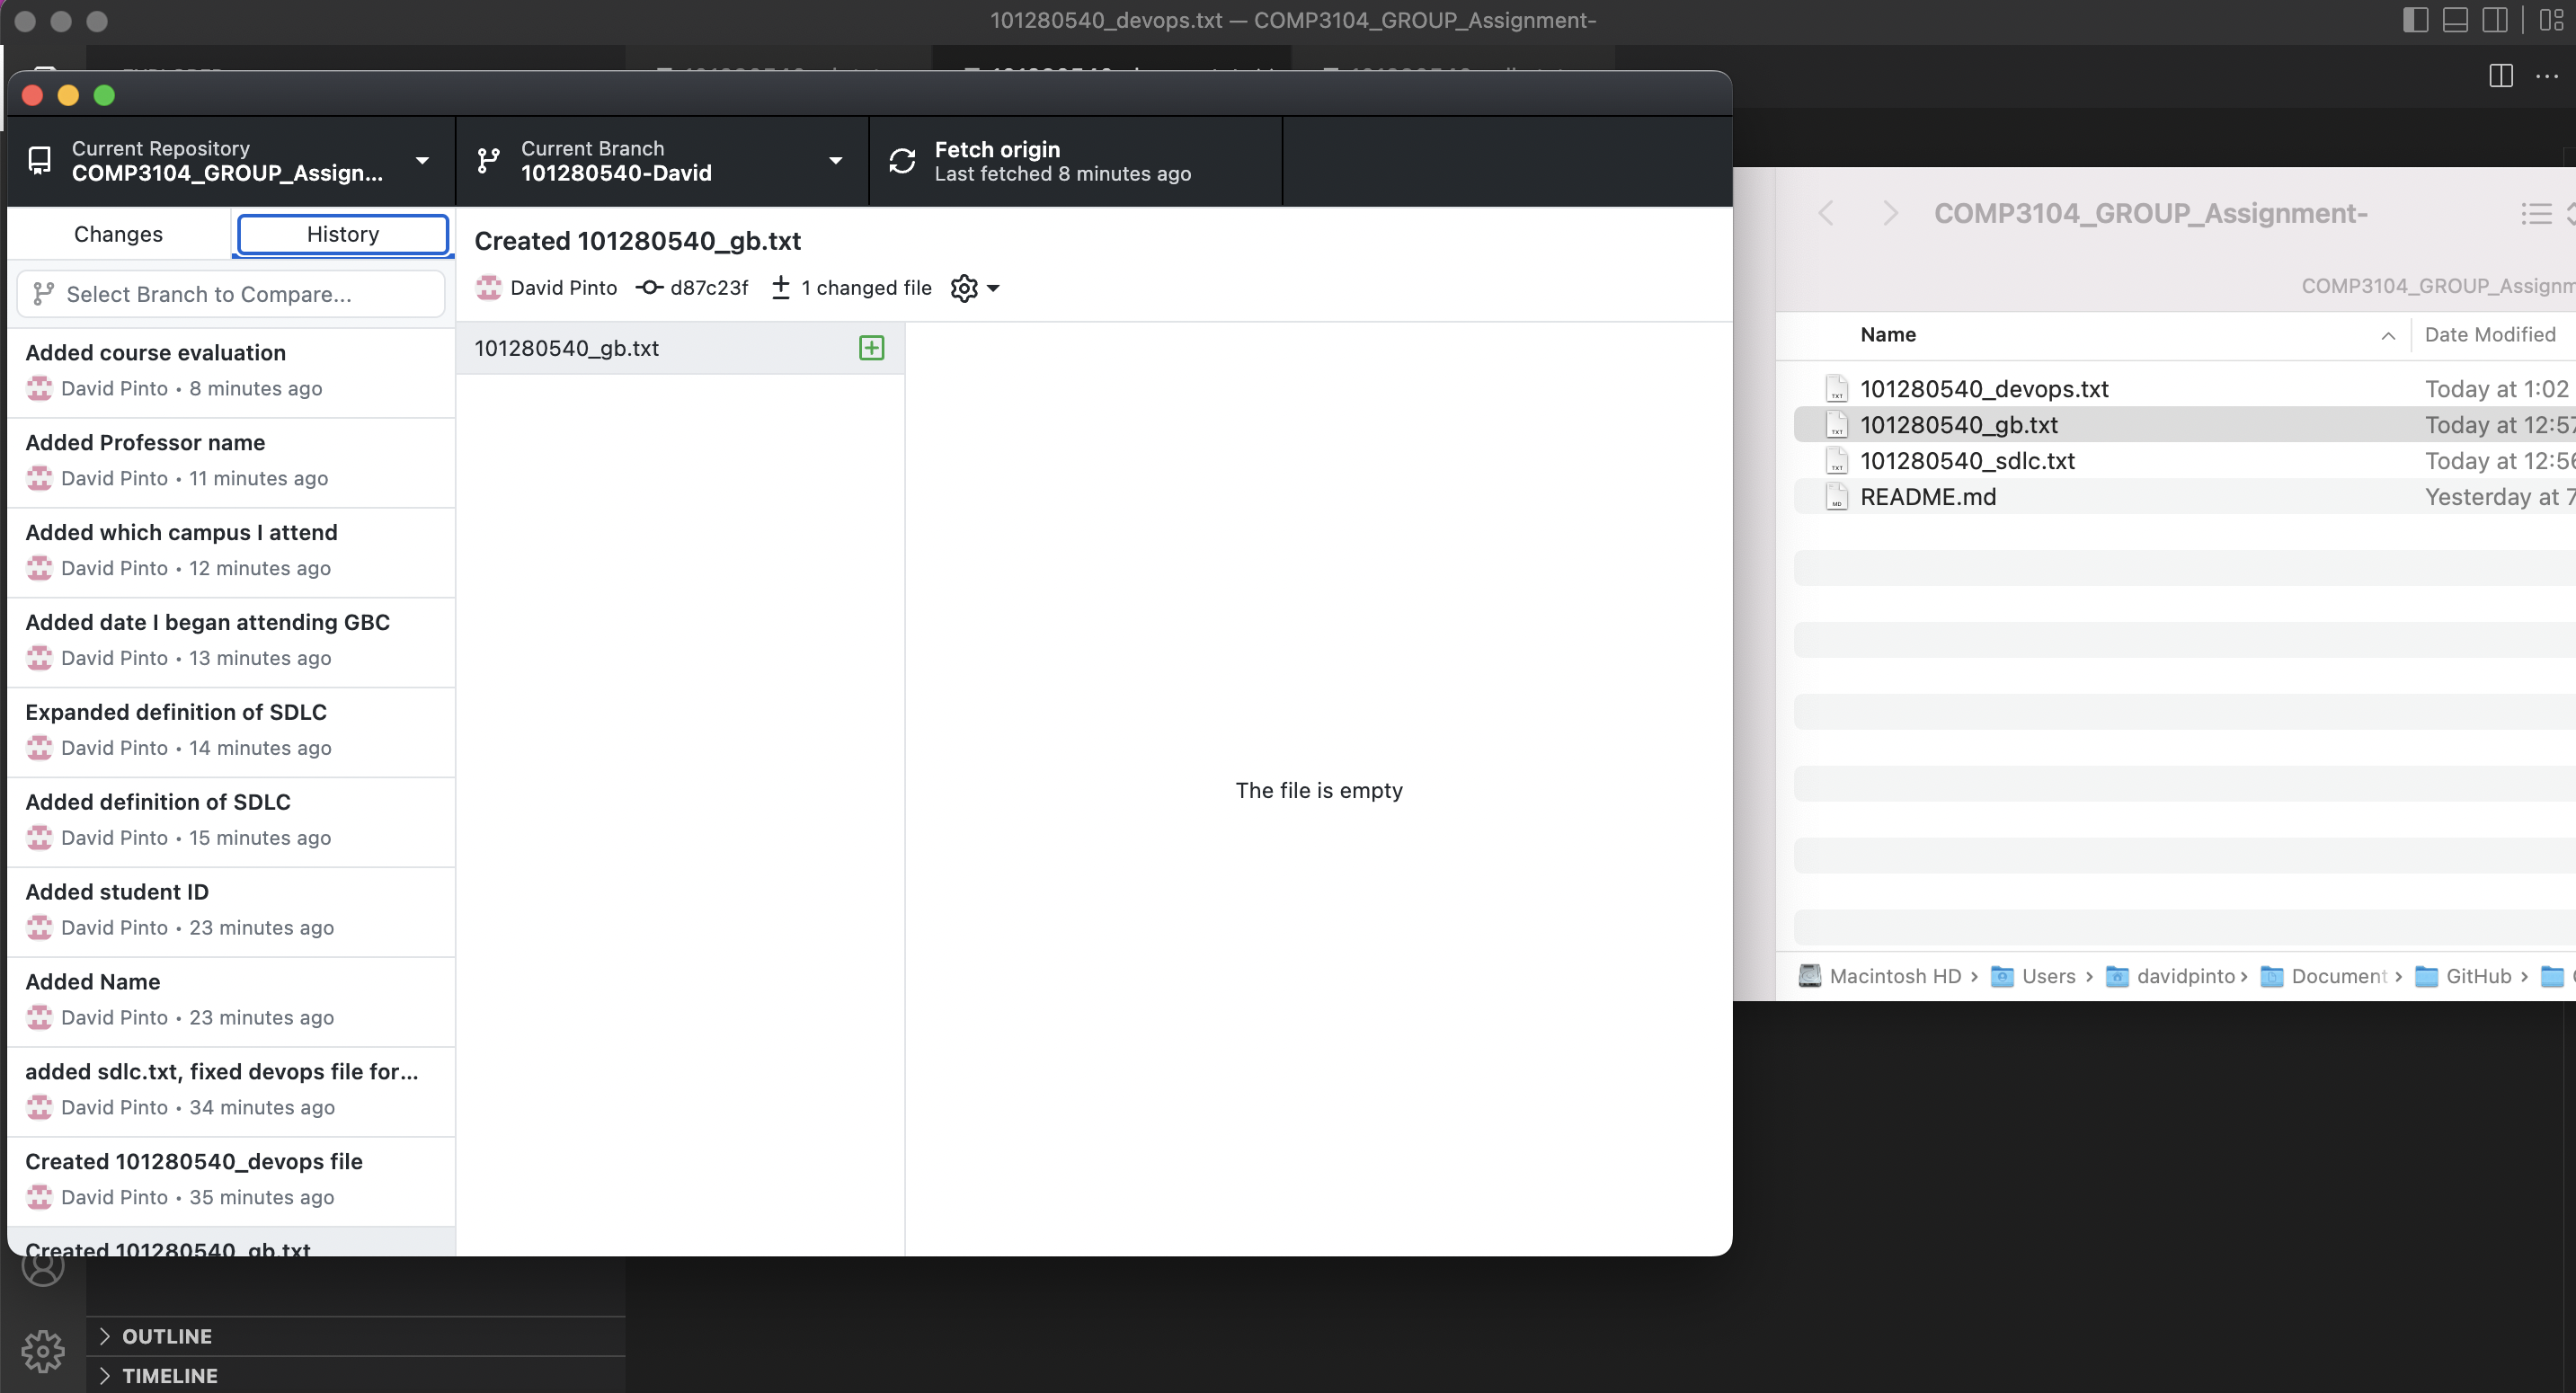 101280540_devops.txt — COMP3104_GROUP_Assignment-
Current Repository
COMP3104_GROUP_Assign...
Current Branch
101280540-David
Fetch origin
Last fetched 8 minutes ago
Changes
History
Select Branch to Compare...
Added course evaluation
David Pinto • 8 minutes ago
Added Professor name
David Pinto • 11 minutes ago
Added which campus I attend
David Pinto • 12 minutes ago
Added date I began attending GBC
David Pinto • 13 minutes ago
Expanded definition of SDLC
David Pinto • 14 minutes ago
Added definition of SDLC
David Pinto • 15 minutes ago
Added student ID
David Pinto • 23 minutes ago
Added Name
David Pinto • 23 minutes ago
added sdlc.txt, fixed devops file for...
David Pinto • 34 minutes ago
Created 101280540_devops file
David Pinto • 35 minutes ago
Created 101280540_gb.txt
Created 101280540_gb.txt
David Pinto d87c23f 1 changed file
101280540_gb.txt
The file is empty
COMP3104_GROUP_Assignment-
COMP3104_GROUP_Assignm
Name Date Modified
101280540_devops.txt Today at 1:02
101280540_gb.txt Today at 12:57
101280540_sdlc.txt Today at 12:56
README.md Yesterday at 7
Macintosh HD › Users › davidpinto › Document › GitHub ›
OUTLINE
TIMELINE